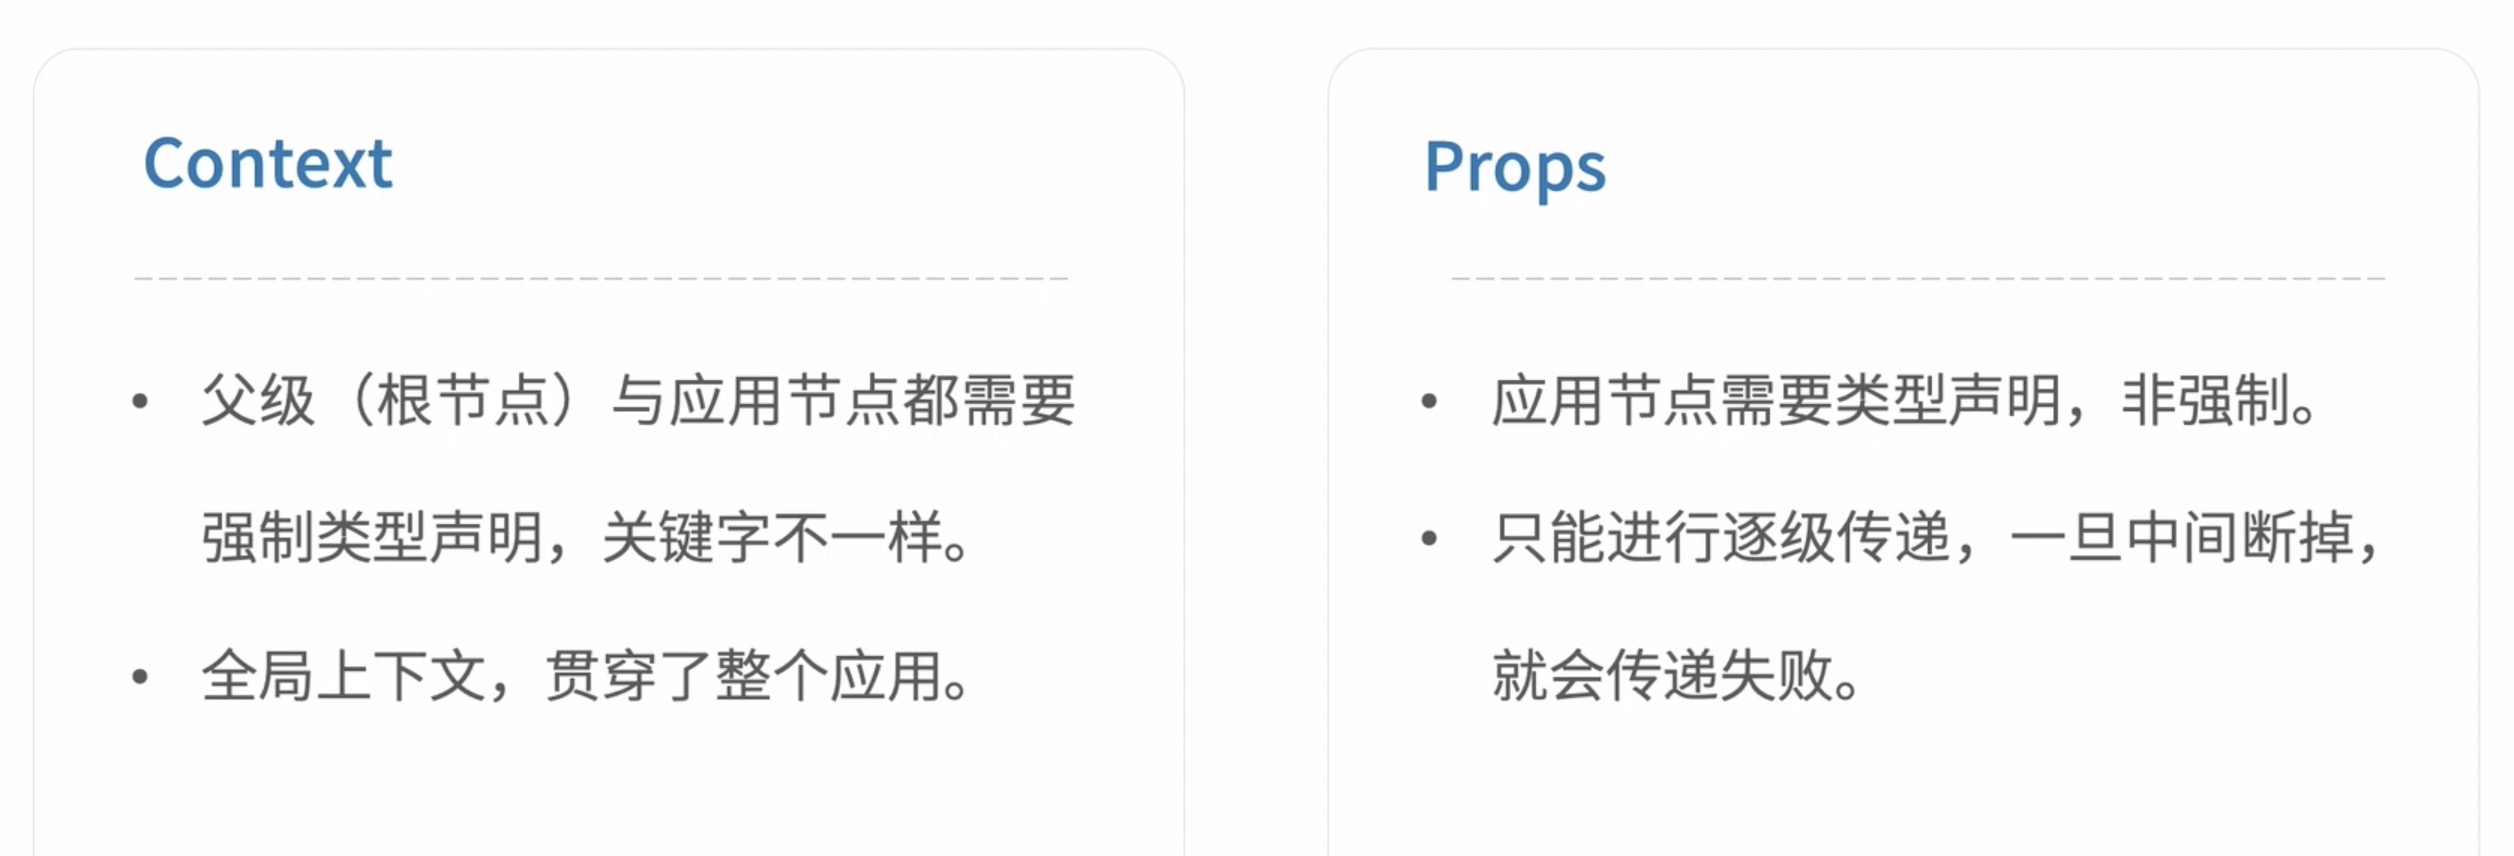 Context
• 父级（根节点）与应用节点都需要
强制类型声明，关键字不一样。
• 全局上下文，贯穿了整个应用。
Props
• 应用节点需要类型声明，非强制。
• 只能进行逐级传递，一旦中间断掉，
就会传递失败。